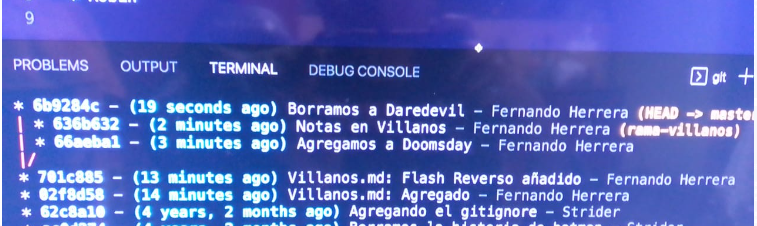 9
PROBLEMS OUTPUT TERMINAL DEBUG CONSOLE git +
* 6b9284c – (19 seconds ago) Borramos a Daredevil – Fernando Herrera (HEAD -> master
| * 636b632 – (2 minutes ago) Notas en Villanos – Fernando Herrera (rama-villanos)
| * 66aeba1 – (3 minutes ago) Agregamos a Doomsday – Fernando Herrera
|/
* 701c885 – (13 minutes ago) Villanos.md: Flash Reverso añadido – Fernando Herrera
* 02f8d58 – (14 minutes ago) Villanos.md: Agregado – Fernando Herrera
* 62c8a10 – (4 years, 2 months ago) Agregando el gitignore – Strider